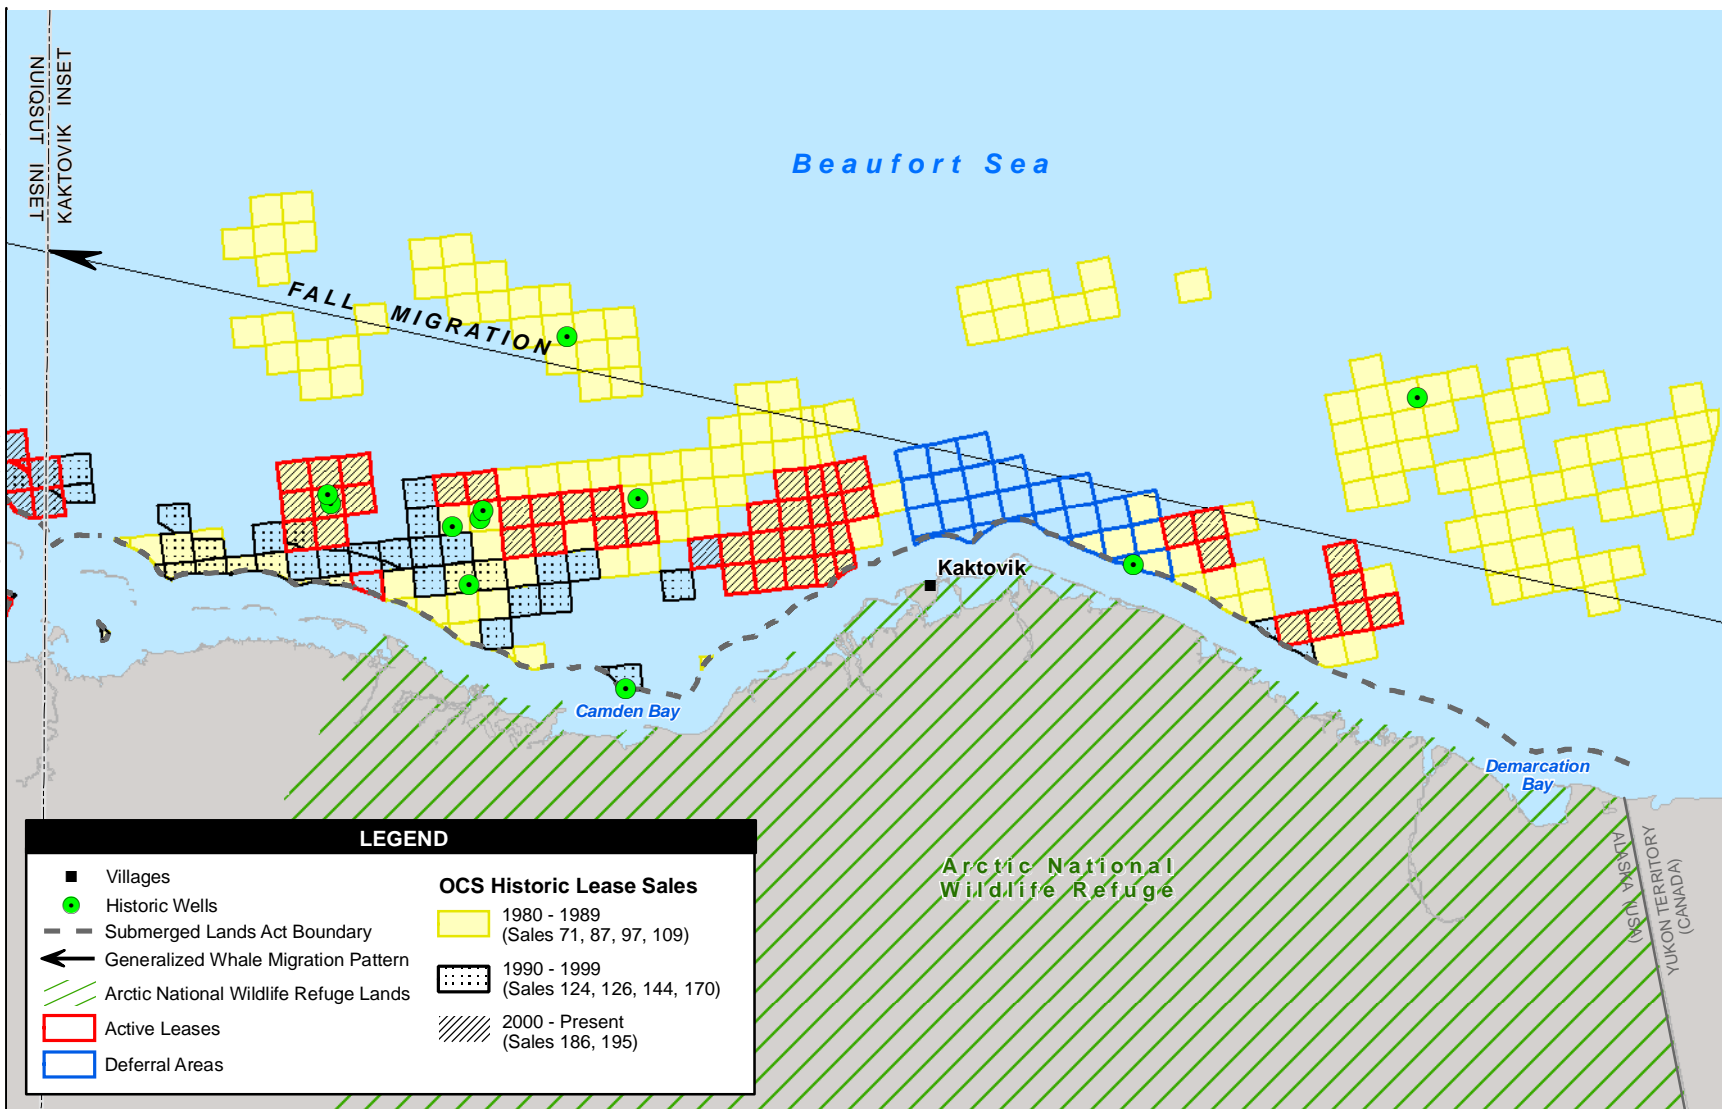 NUIQSUT INSET
KAKTOVIK INSET
Beaufort Sea
FALL MIGRATION
Kaktovik
Camden Bay
Demarcation
Bay
Arctic National
Wildlife Refuge
ALASKA (USA)
YUKON TERRITORY
(CANADA)
LEGEND
Villages
Historic Wells
Submerged Lands Act Boundary
Generalized Whale Migration Pattern
Arctic National Wildlife Refuge Lands
Active Leases
Deferral Areas
OCS Historic Lease Sales
1980 - 1989
(Sales 71, 87, 97, 109)
1990 - 1999
(Sales 124, 126, 144, 170)
2000 - Present
(Sales 186, 195)